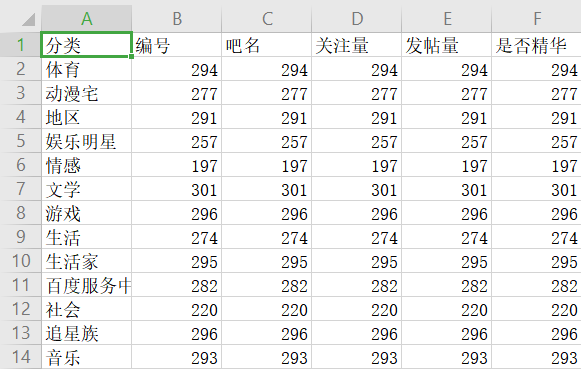 A B C D E F
1 分类 编号 吧名 关注量 发帖量 是否精华
2 体育 294 294 294 294 294
3 动漫宅 277 277 277 277 277
4 地区 291 291 291 291 291
5 娱乐明星 257 257 257 257 257
6 情感 197 197 197 197 197
7 文学 301 301 301 301 301
8 游戏 296 296 296 296 296
9 生活 274 274 274 274 274
10 生活家 295 295 295 295 295
11 百度服务中 282 282 282 282 282
12 社会 220 220 220 220 220
13 追星族 296 296 296 296 296
14 音乐 293 293 293 293 293